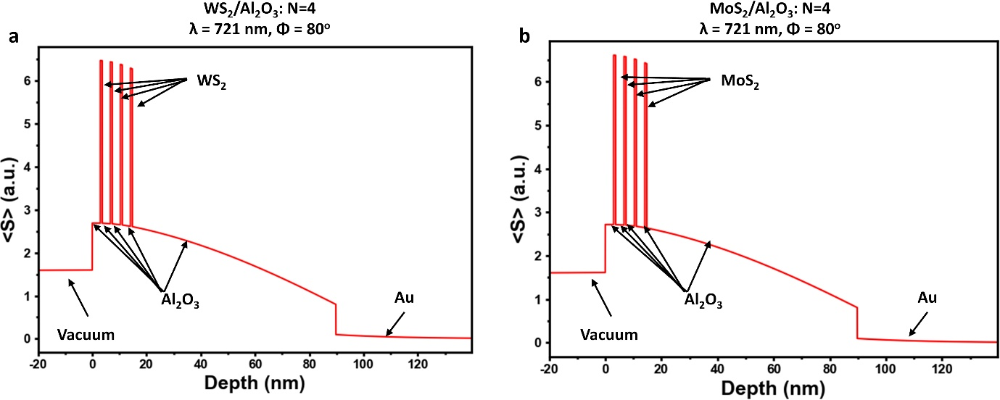 WS₂/Al₂O₃: N=4
λ = 721 nm, Φ = 80°
a
<S> (a.u.)
6
5
4
3
2
1
0
WS₂
Al₂O₃
Vacuum
Au
-20 0 20 40 60 80 100 120
Depth (nm)
MoS₂/Al₂O₃: N=4
λ = 721 nm, Φ = 80°
b
<S> (a.u.)
6
5
4
3
2
1
0
MoS₂
Al₂O₃
Vacuum
Au
-20 0 20 40 60 80 100 120
Depth (nm)